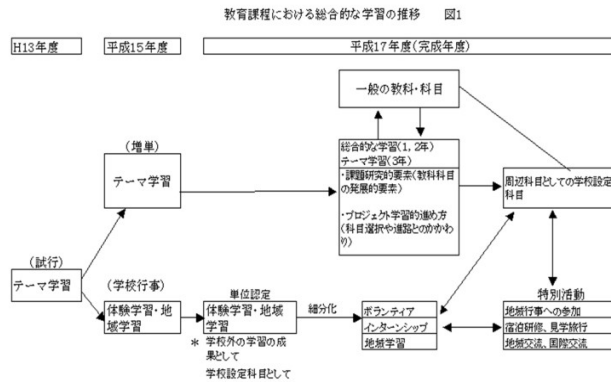 教育課程における総合的な学習の推移　図1
H13年度
平成15年度
平成17年度(完成年度)
一般の教科・科目
(増単)
テーマ学習
総合的な学習(1,2年)
テーマ学習(3年)
・課題研究的要素(教科科目
の発展的要素)
・プロジェクト学習的進め方
(科目選択や進路とのかかわ
り)
周辺科目としての学校設定
科目
(試行)
テーマ学習
(学校行事)
体験学習・地
域学習
単位認定
体験学習・地域
学習
＊ 学校外の学習の成
果として
学校設定科目として
細分化
ボランティア
インターンシップ
地域学習
特別活動
地域行事への参加
宿泊研修、見学旅行
地域交流、国際交流